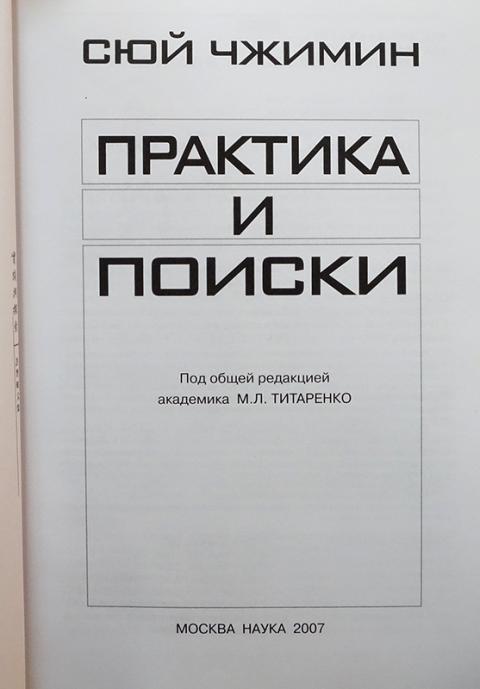 СЮЙ ЧЖИМИН
ПРАКТИКА
И
ПОИСКИ
Под общей редакцией
академика М.Л. ТИТАРЕНКО
МОСКВА НАУКА 2007